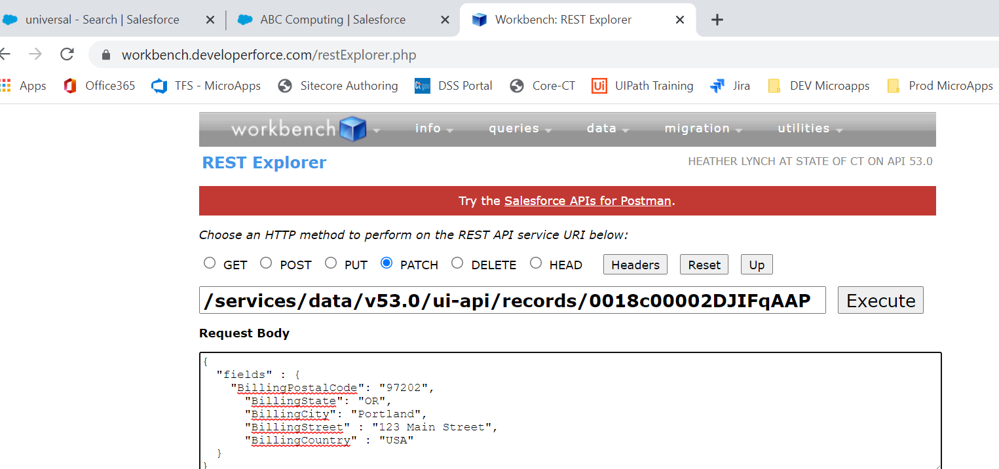 universal - Search | Salesforce ABC Computing | Salesforce Workbench: REST Explorer
workbench.developerforce.com/restExplorer.php
Apps Office365 TFS - MicroApps Sitecore Authoring Ct.gov DSS Portal Core-CT Ui UIPath Training Jira DEV Microapps Prod MicroApps
workbench info queries data migration utilities
REST Explorer HEATHER LYNCH AT STATE OF CT ON API 53.0
Try the Salesforce APIs for Postman.
Choose an HTTP method to perform on the REST API service URI below:
GET POST PUT PATCH DELETE HEAD Headers Reset Up
/services/data/v53.0/ui-api/records/0018c00002DJIFqAAP Execute
Request Body
{
"fields" : {
"BillingPostalCode": "97202",
"BillingState": "OR",
"BillingCity": "Portland",
"BillingStreet" : "123 Main Street",
"BillingCountry" : "USA"
}
}